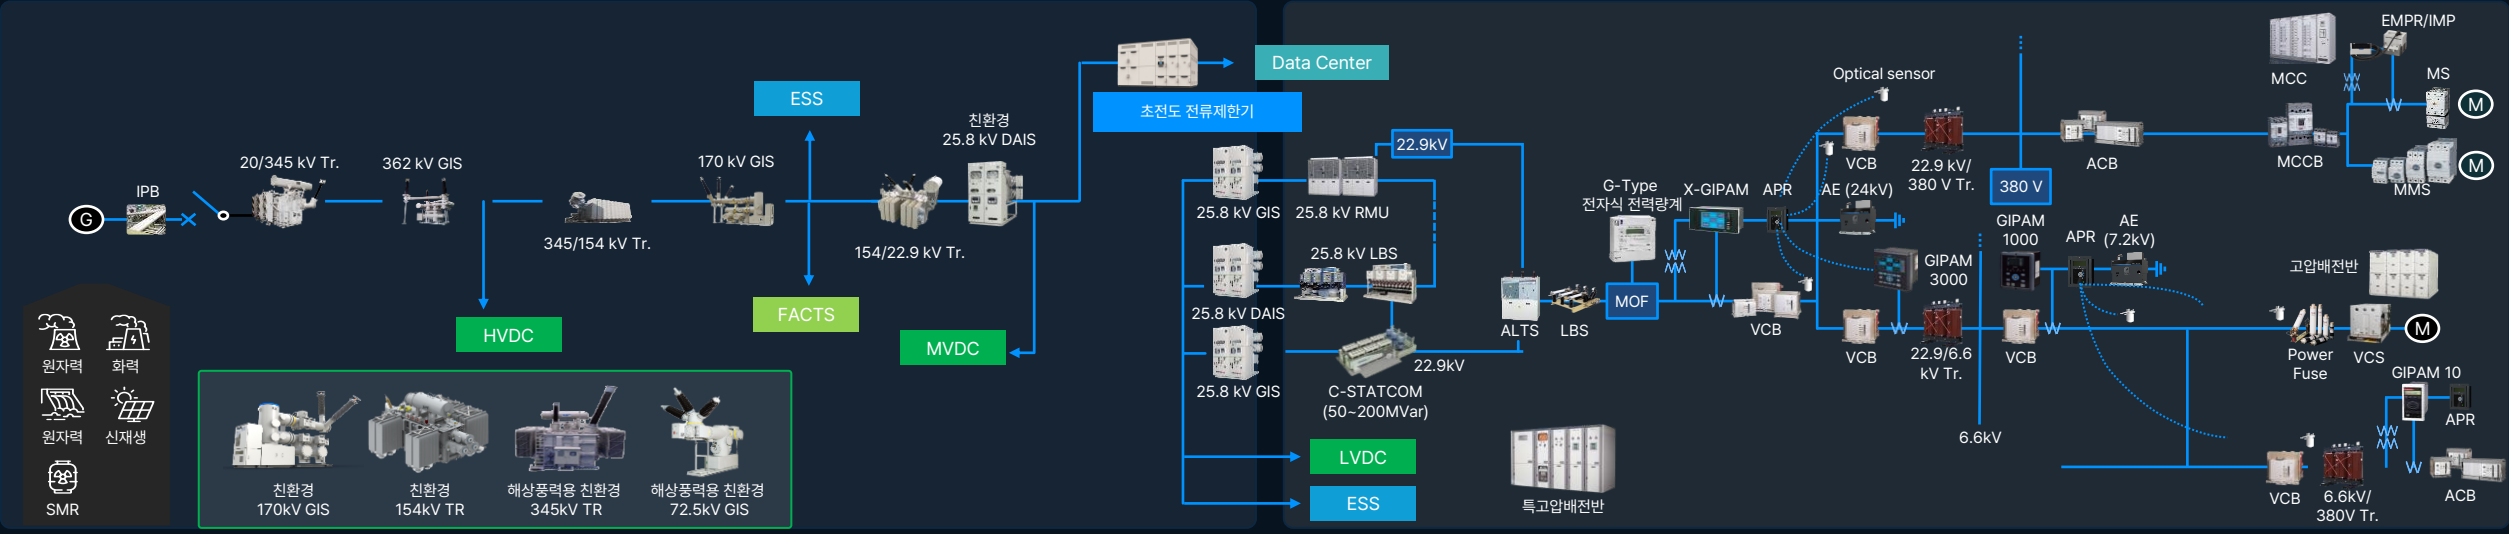 G
IPB
20/345 kV Tr.
362 kV GIS
HVDC
345/154 kV Tr.
170 kV GIS
ESS
FACTS
154/22.9 kV Tr.
친환경
25.8 kV DAIS
MVDC
초전도 전류제한기
Data Center
원자력
화력
원자력
신재생
SMR
친환경
170kV GIS
친환경
154kV TR
해상풍력용 친환경
345kV TR
해상풍력용 친환경
72.5kV GIS
25.8 kV GIS
25.8 kV RMU
22.9kV
25.8 kV DAIS
25.8 kV LBS
25.8 kV GIS
C-STATCOM
(50~200MVar)
22.9kV
LVDC
ESS
특고압배전반
ALTS
LBS
G-Type
전자식 전력량계
MOF
X-GIPAM
APR
AE (24kV)
Optical sensor
VCB
VCB
22.9 kV/
380 V Tr.
380 V
ACB
MCC
EMPR/IMP
MCCB
MS
M
MMS
M
GIPAM
3000
VCB
22.9/6.6
kV Tr.
6.6kV
GIPAM
1000
APR
AE
(7.2kV)
VCB
고압배전반
Power
Fuse
VCS
M
GIPAM 10
APR
VCB
6.6kV/
380V Tr.
ACB